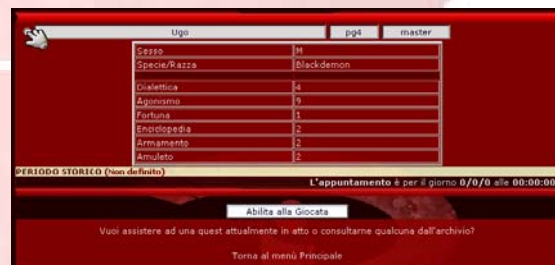 Ugo pg4 master
Sesso M
Specie/Razza Blackdemon
Dialettica 4
Agonismo 9
Fortuna 1
Enciclopedia 2
Armamento 2
Amuleto 2
PERIODO STORICO (Non definito)
L'appuntamento è per il giorno 0/0/0 alle 00:00:00
Abilita alla Giocata
Vuoi assistere ad una quest attualmente in atto o consultarne qualcuna dall'archivio?
Torna al menù Principale